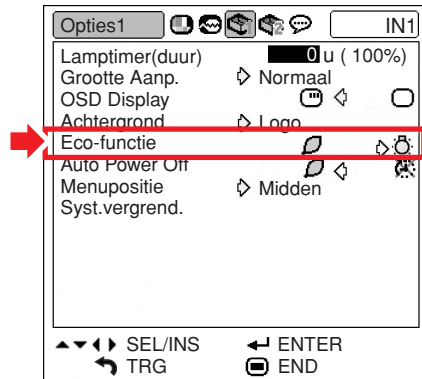 Opties1 IN1
Lamptimer(duur) 0 u ( 100%)
Grootte Aanp. Normaal
OSD Display
Achtergrond Logo
Eco-functie
Auto Power Off
Menupositie Midden
Syst.vergrend.
SEL/INS ENTER
TRG END